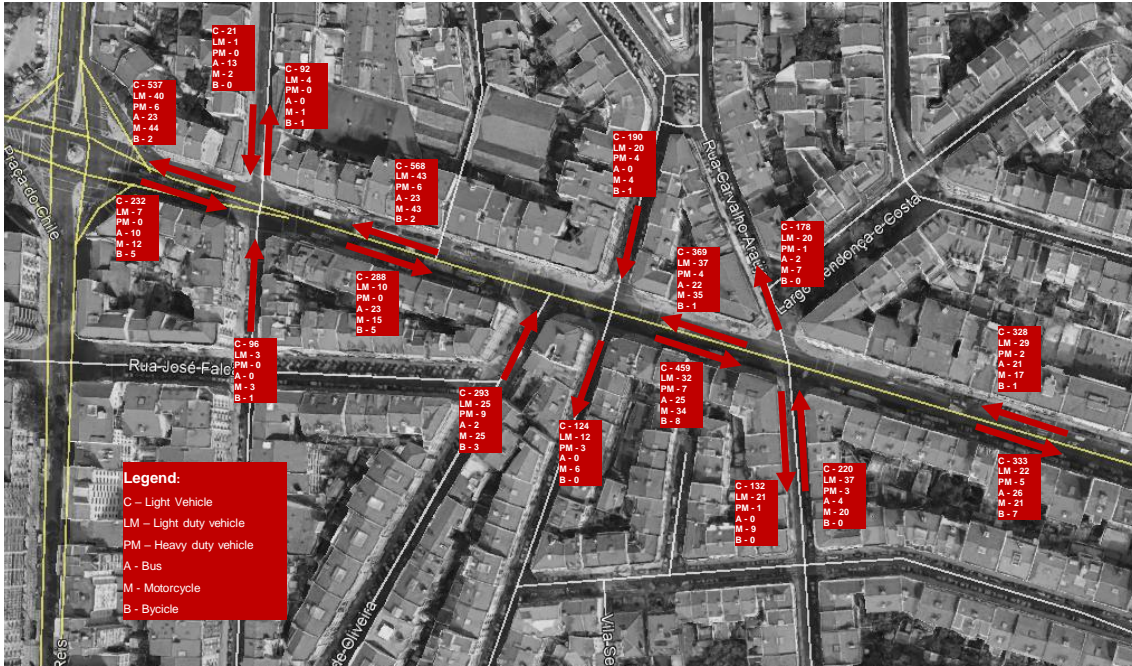 C - 21
LM - 1
PM - 0
A - 13
M - 2
B - 0
C - 92
LM - 4
PM - 0
A - 0
M - 1
B - 1
C - 537
LM - 40
PM - 6
A - 23
M - 44
B - 2
C - 568
LM - 43
PM - 6
A - 23
M - 43
B - 2
C - 190
LM - 20
PM - 4
A - 0
M - 4
B - 1
Praça do Chile
C - 232
LM - 7
PM - 0
A - 10
M - 12
B - 5
C - 288
LM - 10
PM - 0
A - 23
M - 15
B - 5
C - 369
LM - 37
PM - 4
A - 22
M - 35
B - 1
Rua Carvalho
C - 178
LM - 20
PM - 1
A - 2
M - 7
B - 0
e Costa
C - 328
LM - 29
PM - 2
A - 21
M - 17
B - 1
C - 96
LM - 3
PM - 0
A - 0
M - 3
B - 1
Rua José
C - 293
LM - 25
PM - 9
A - 2
M - 25
B - 3
C - 124
LM - 12
PM - 3
A - 0
M - 6
B - 0
C - 459
LM - 32
PM - 7
A - 25
M - 34
B - 8
C - 132
LM - 21
PM - 1
A - 0
M - 9
B - 0
C - 220
LM - 37
PM - 3
A - 4
M - 20
B - 0
C - 333
LM - 22
PM - 5
A - 26
M - 21
B - 7
Legend:
C – Light Vehicle
LM – Light duty vehicle
PM – Heavy duty vehicle
A - Bus
M - Motorcycle
B - Bycicle
de Oliveira
Vila Se
Reis